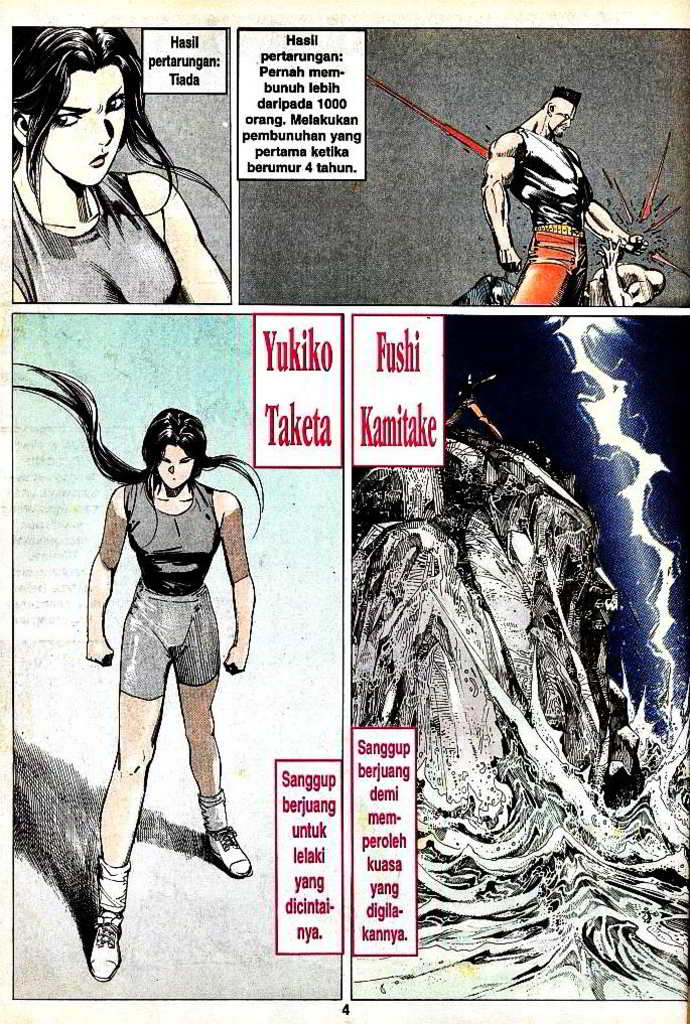 Hasil
pertarungan:
Tiada
Hasil
pertarungan:
Pernah mem-
bunuh lebih
daripada 1000
orang. Melakukan
pembunuhan yang
pertama ketika
berumur 4 tahun.
Yukiko
Taketa
Fushi
Kamitake
Sanggup
berjuang
untuk
lelaki
yang
dicintai-
nya.
Sanggup
berjuang
demi
mem-
peroleh
kuasa
yang
digila-
kannya.
4